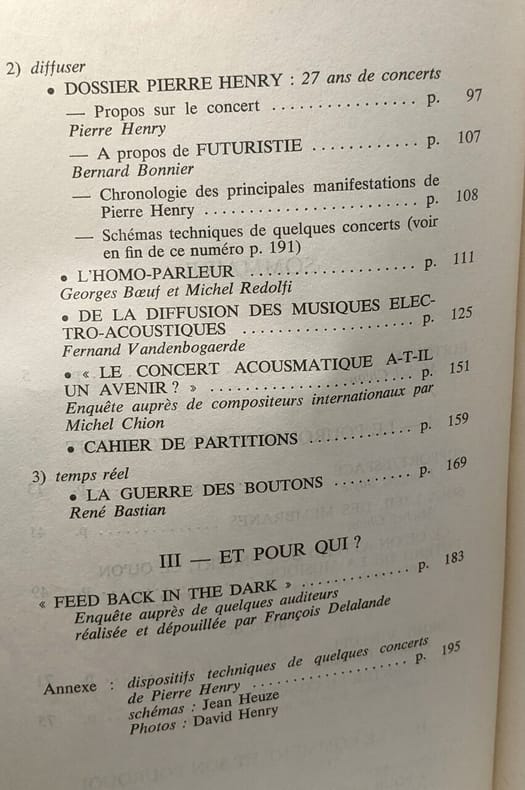 2) diffuser
• DOSSIER PIERRE HENRY : 27 ans de concerts
— Propos sur le concert ................ p. 97
Pierre Henry
— A propos de FUTURISTIE ............ p. 107
Bernard Bonnier
— Chronologie des principales manifestations de
Pierre Henry ........................ p. 108
— Schémas techniques de quelques concerts (voir
en fin de ce numéro p. 191)
• L'HOMO-PARLEUR .................. p. 111
Georges Bœuf et Michel Redolfi
• DE LA DIFFUSION DES MUSIQUES ELEC-
TRO-ACOUSTIQUES .................. p. 125
Fernand Vandenbogaerde
• « LE CONCERT ACOUSMATIQUE A-T-IL
UN AVENIR ? » ...................... p. 151
Enquête auprès de compositeurs internationaux par
Michel Chion
• CAHIER DE PARTITIONS ............ p. 159
3) temps réel
• LA GUERRE DES BOUTONS .......... p. 169
René Bastian
III — ET POUR QUI ?
« FEED BACK IN THE DARK » ............ p. 183
Enquête auprès de quelques auditeurs
réalisée et dépouillée par François Delalande
Annexe : dispositifs techniques de quelques concerts
de Pierre Henry .................. p. 195
schémas : Jean Heuze
Photos : David Henry